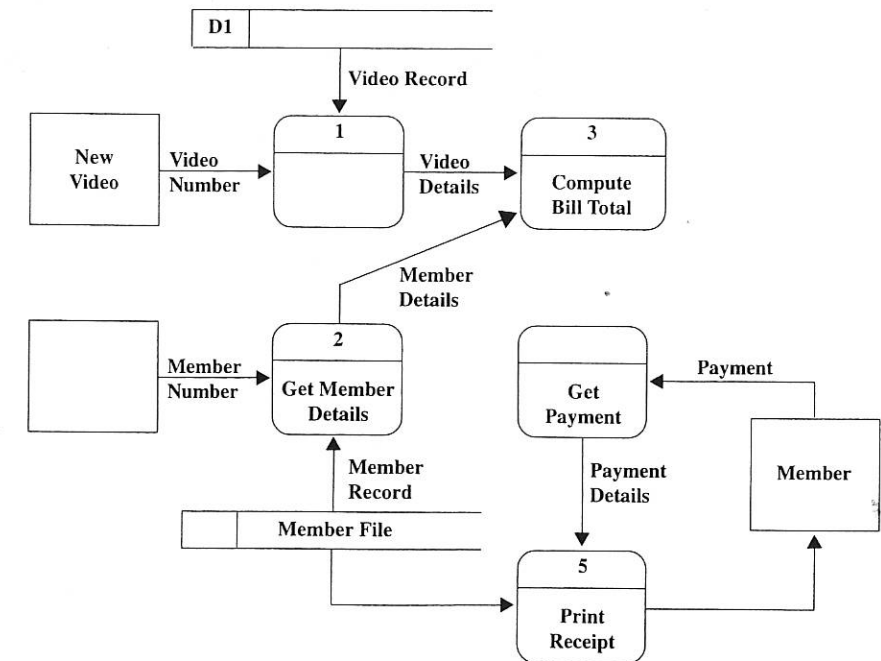 D1
Video Record
1
3
New
Video
Video
Number
Video
Details
Compute
Bill Total
Member
Details
2
Member
Number
Get Member
Details
Get
Payment
Payment
Member
Record
Payment
Details
Member
Member File
5
Print
Receipt